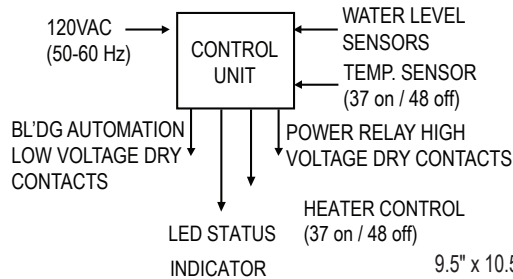 120VAC
(50-60 Hz)
CONTROL
UNIT
WATER LEVEL
SENSORS
TEMP. SENSOR
(37 on / 48 off)
BL'DG AUTOMATION
LOW VOLTAGE DRY
CONTACTS
POWER RELAY HIGH
VOLTAGE DRY CONTACTS
LED STATUS
INDICATOR
HEATER CONTROL
(37 on / 48 off)
9.5" x 10.5